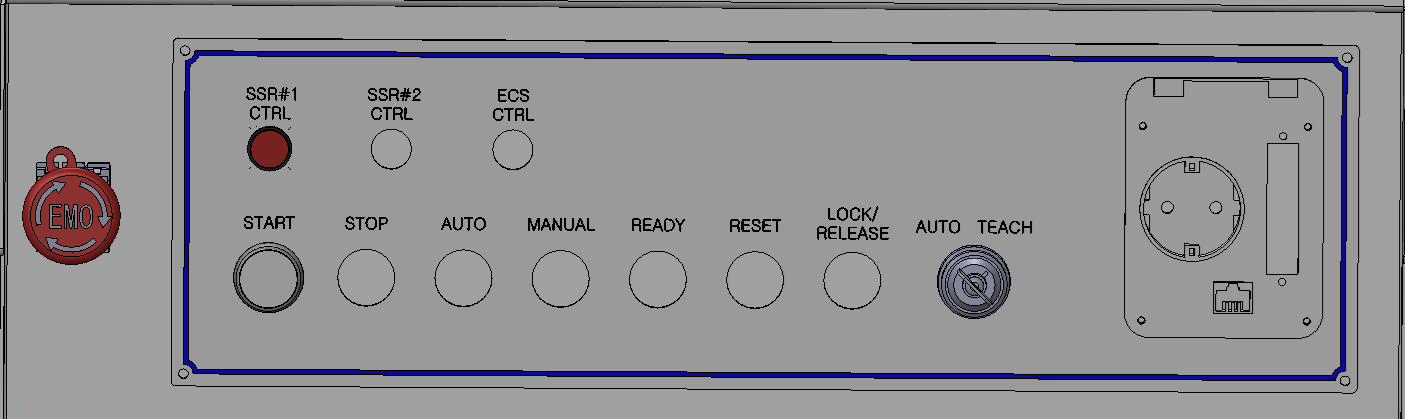 SSR#1
CTRL
SSR#2
CTRL
ECS
CTRL
EMO
START
STOP
AUTO
MANUAL
READY
RESET
LOCK/
RELEASE
AUTO TEACH